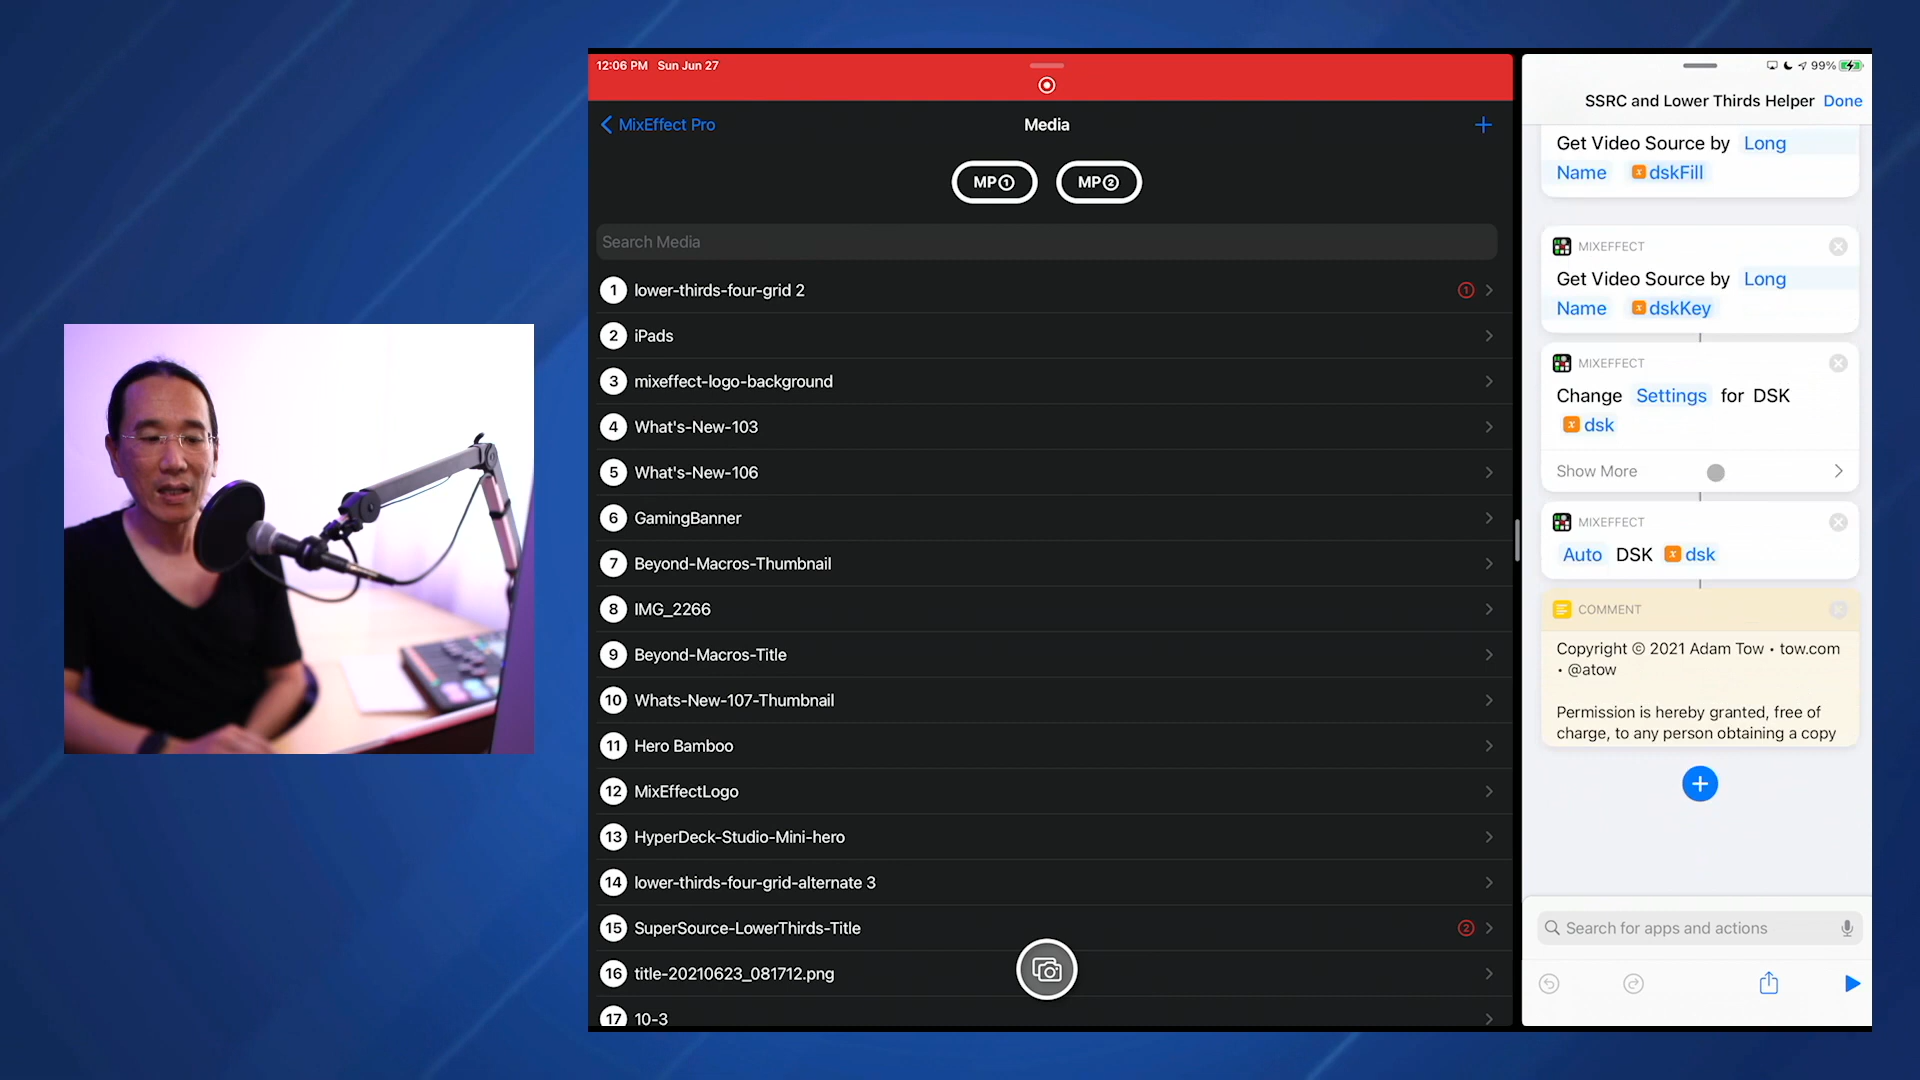 12:06 PM Sun Jun 27
MixEffect Pro
Media
MP1
MP2
Search Media
1 lower-thirds-four-grid 2 1
2 iPads
3 mixeffect-logo-background
4 What's-New-103
5 What's-New-106
6 GamingBanner
7 Beyond-Macros-Thumbnail
8 IMG_2266
9 Beyond-Macros-Title
10 Whats-New-107-Thumbnail
11 Hero Bamboo
12 MixEffectLogo
13 HyperDeck-Studio-Mini-hero
14 lower-thirds-four-grid-alternate 3
15 SuperSource-LowerThirds-Title 2
16 title-20210623_081712.png
17 10-3
99%
SSRC and Lower Thirds Helper Done
Get Video Source by Long
Name x dskFill
MIXEFFECT
Get Video Source by Long
Name x dskKey
MIXEFFECT
Change Settings for DSK
x dsk
Show More
MIXEFFECT
Auto DSK x dsk
COMMENT
Copyright © 2021 Adam Tow • tow.com
• @atow
Permission is hereby granted, free of
charge, to any person obtaining a copy
Search for apps and actions